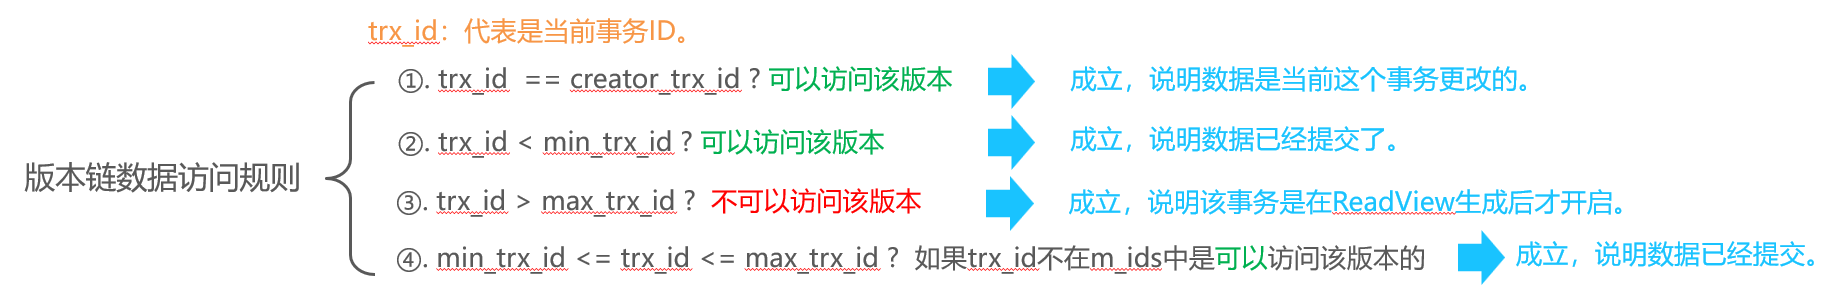 trx_id：代表是当前事务ID。
①. trx_id == creator_trx_id ? 可以访问该版本 成立，说明数据是当前这个事务更改的。
②. trx_id < min_trx_id ? 可以访问该版本 成立，说明数据已经提交了。
版本链数据访问规则
③. trx_id > max_trx_id ? 不可以访问该版本 成立，说明该事务是在ReadView生成后才开启。
④. min_trx_id <= trx_id <= max_trx_id ? 如果trx_id不在m_ids中是可以访问该版本的 成立，说明数据已经提交。